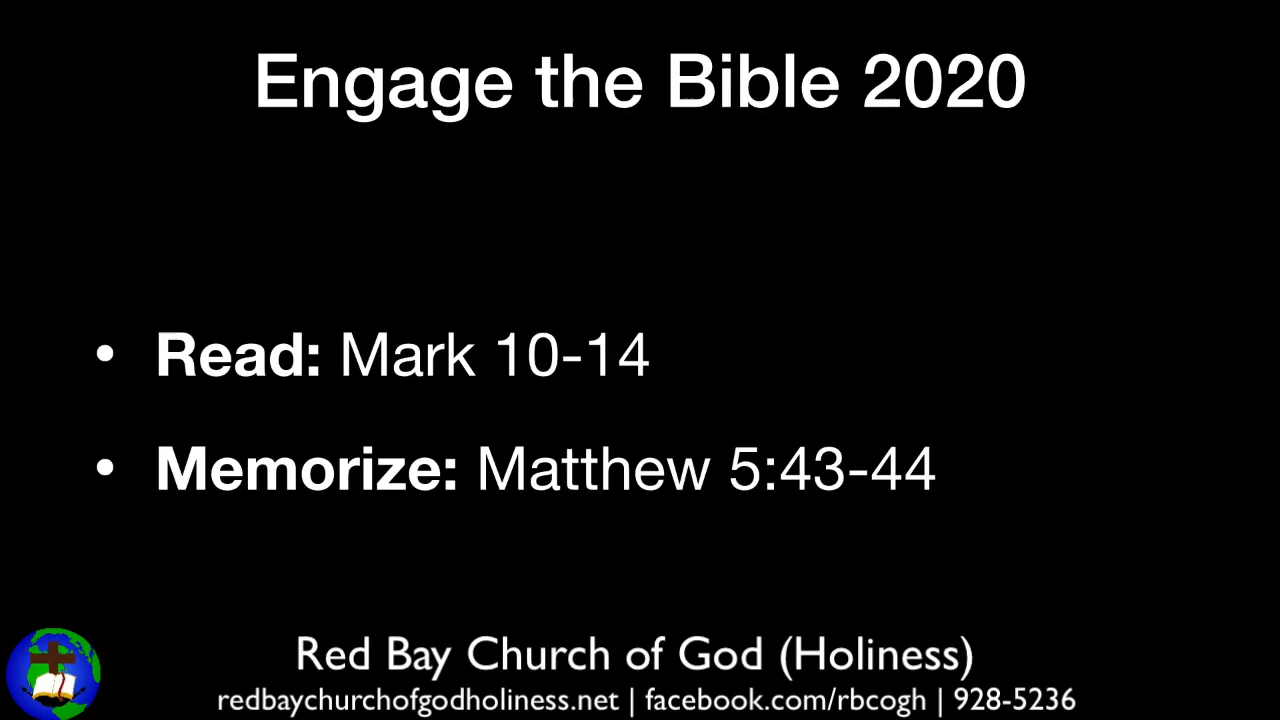 Engage the Bible 2020
• Read: Mark 10-14
• Memorize: Matthew 5:43-44
Red Bay Church of God (Holiness)
redbaychurchofgodholiness.net | facebook.com/rbcogh | 928-5236